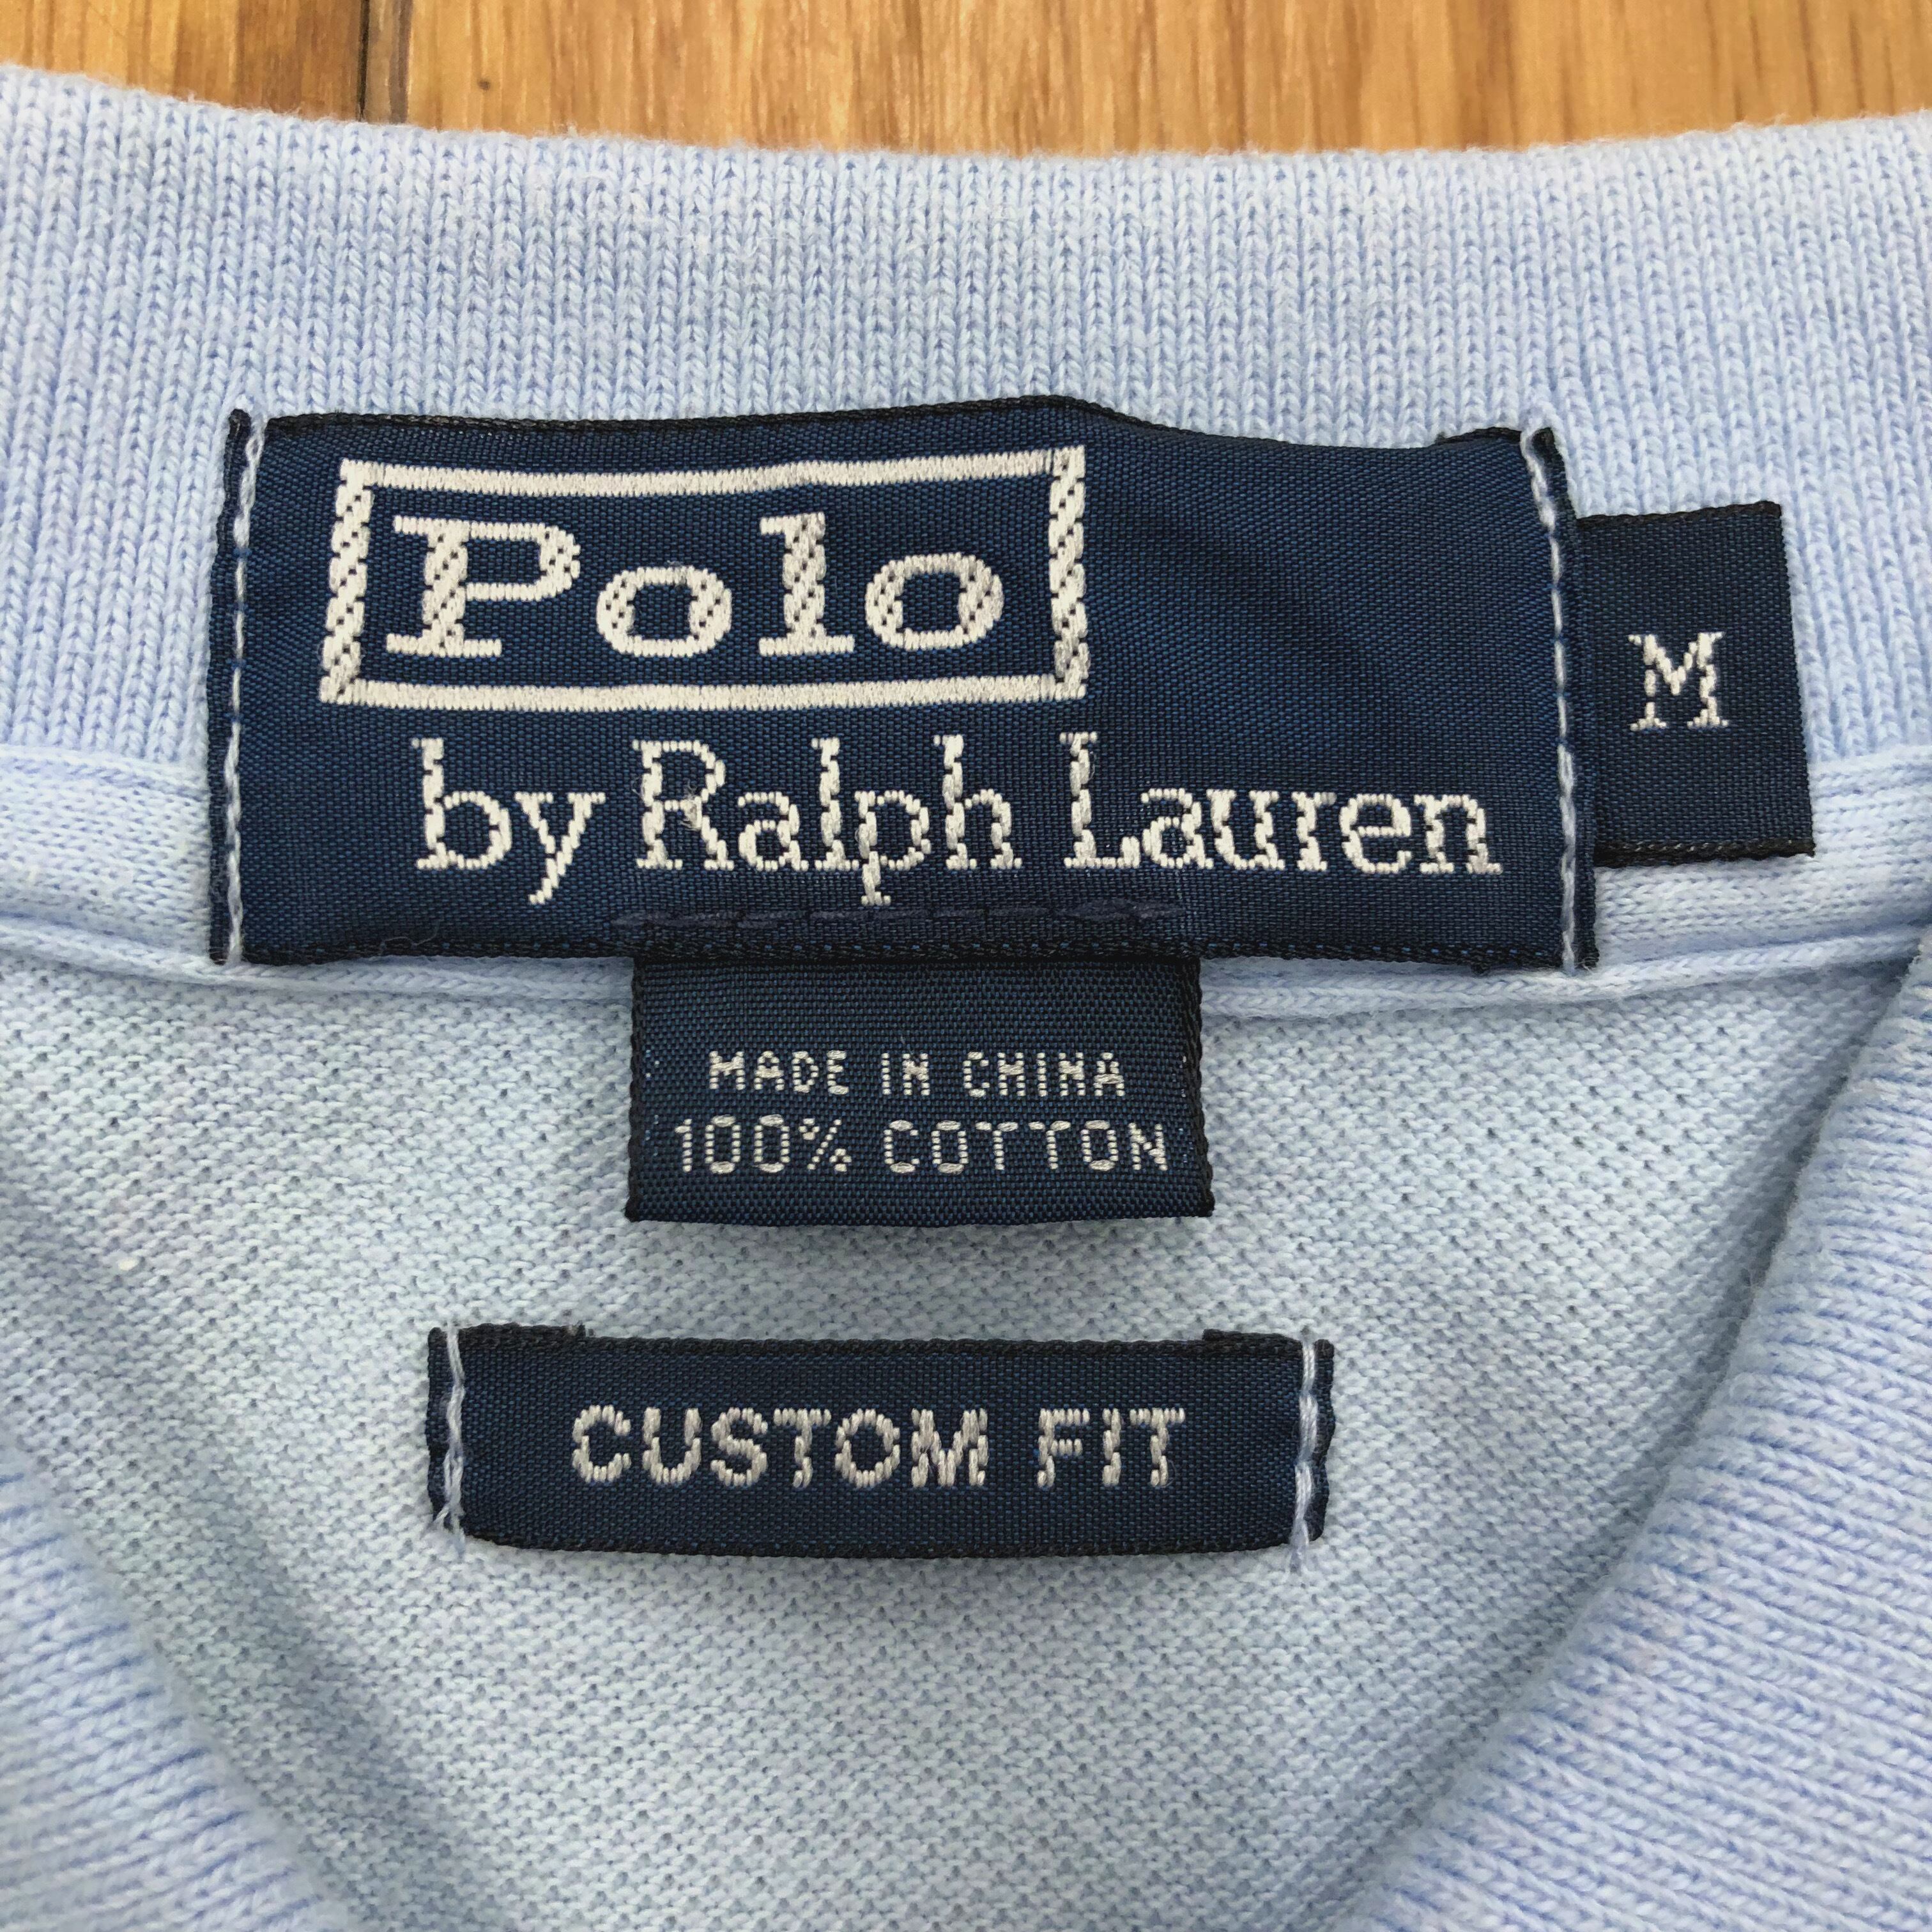 Polo
by Ralph Lauren
M
MADE IN CHINA
100% COTTON
CUSTOM FIT